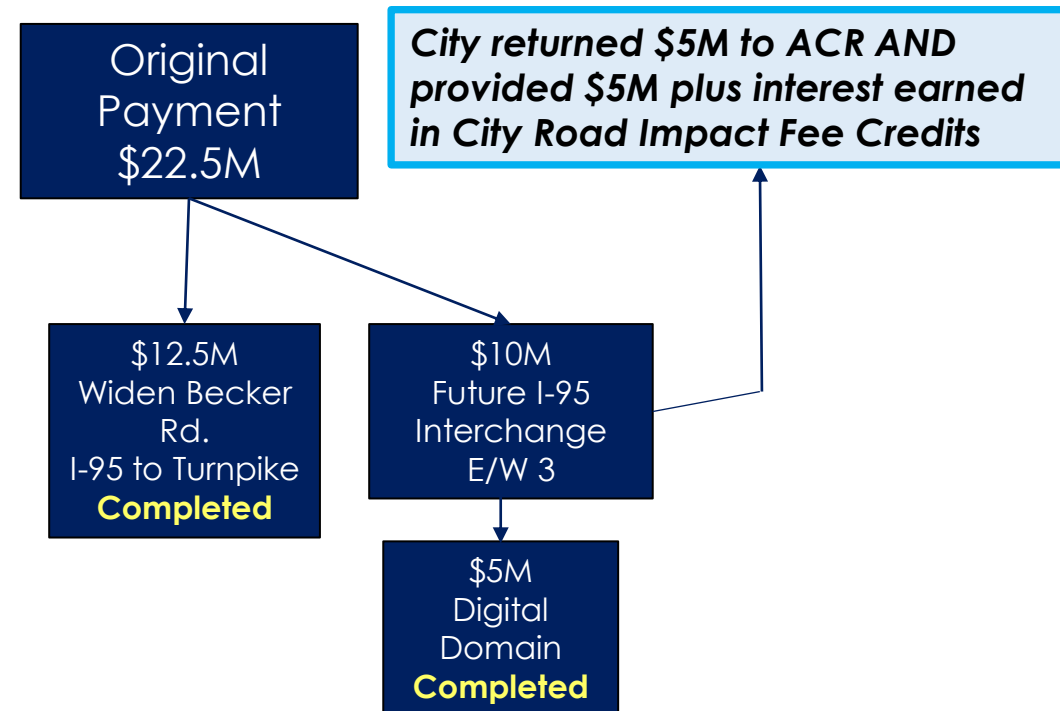 Original
Payment
$22.5M
City returned $5M to ACR AND
provided $5M plus interest earned
in City Road Impact Fee Credits
$12.5M
Widen Becker
Rd.
I-95 to Turnpike
Completed
$10M
Future I-95
Interchange
E/W 3
$5M
Digital
Domain
Completed